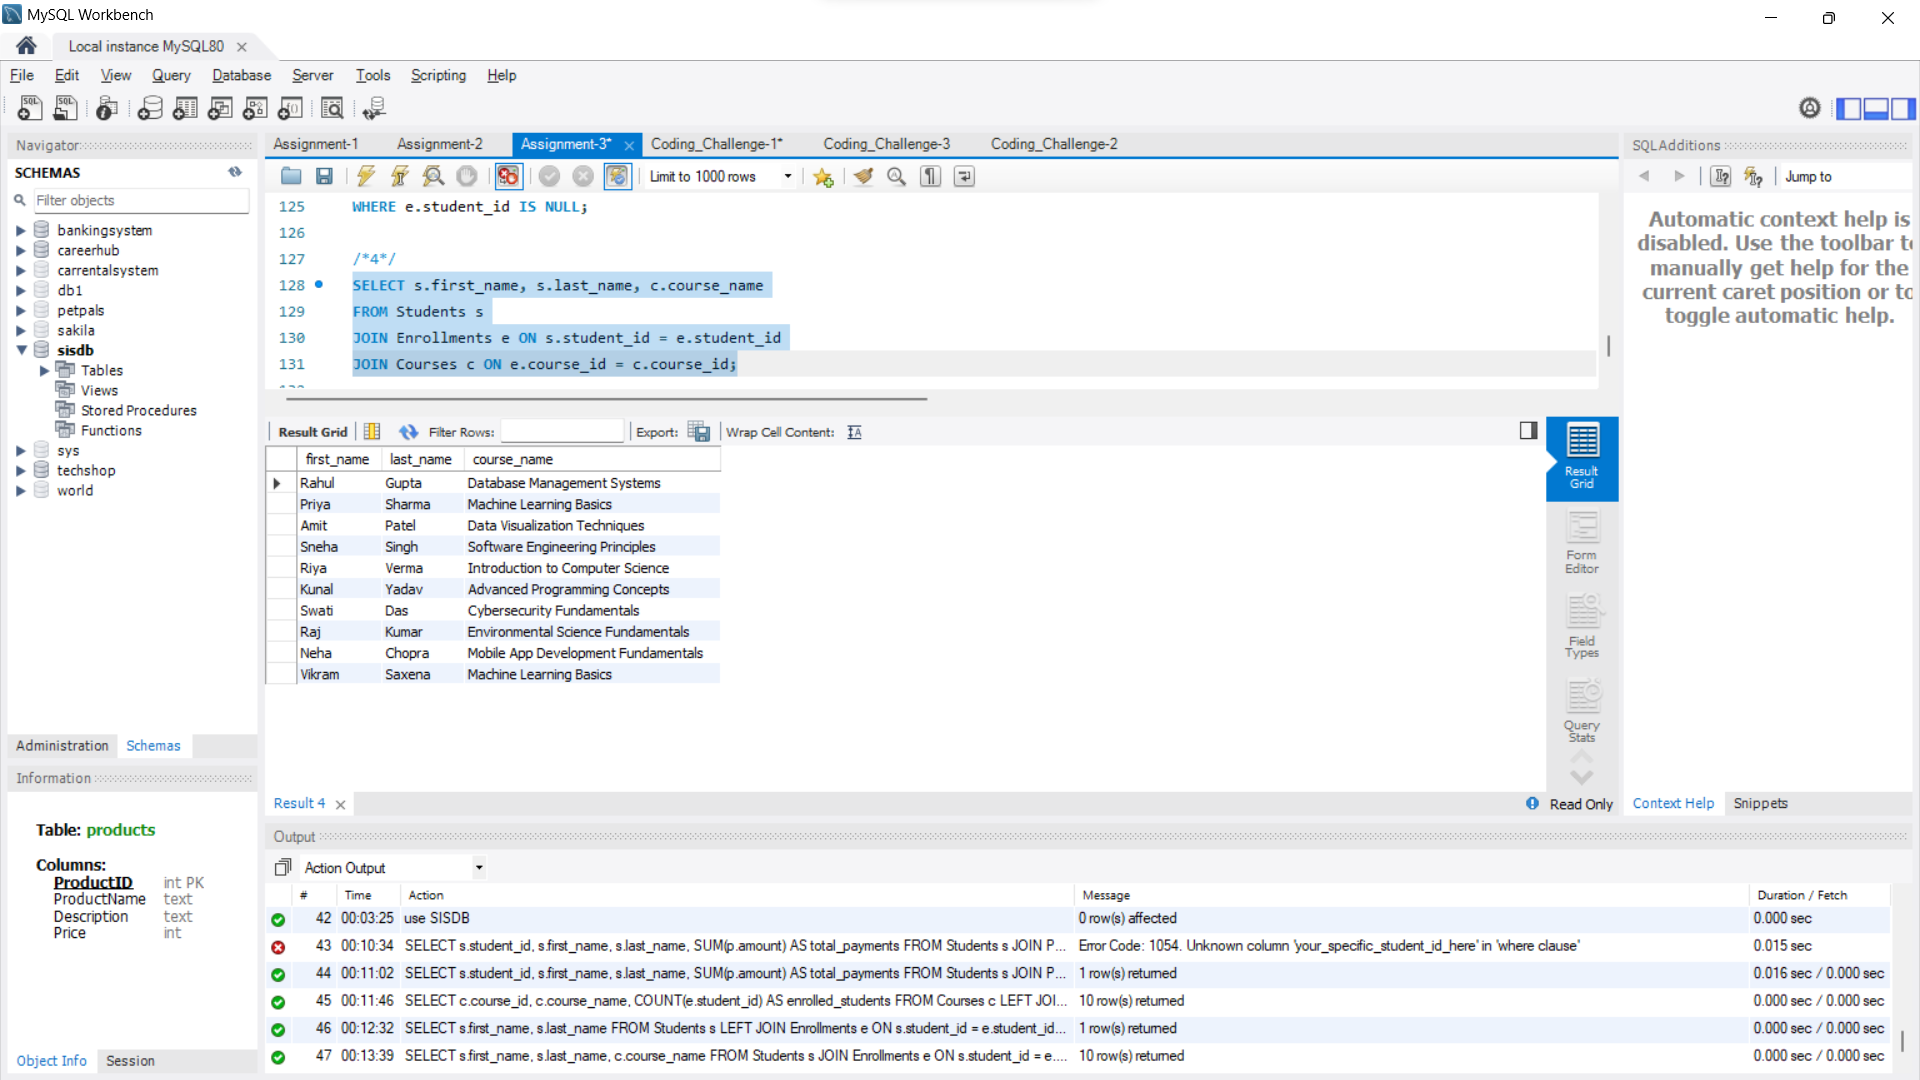 MySQL Workbench
Local instance MySQL80
File Edit View Query Database Server Tools Scripting Help
Navigator
SCHEMAS
Filter objects
bankingsystem
careerhub
carrentalsystem
db1
petpals
sakila
sisdb
Tables
Views
Stored Procedures
Functions
sys
techshop
world
Administration Schemas
Information
Table: products
Columns:
ProductID int PK
ProductName text
Description text
Price int
Object Info Session
Assignment-1 Assignment-2 Assignment-3* Coding_Challenge-1* Coding_Challenge-3 Coding_Challenge-2
Limit to 1000 rows
125 WHERE e.student_id IS NULL;
126
127 /*4*/
128 SELECT s.first_name, s.last_name, c.course_name
129 FROM Students s
130 JOIN Enrollments e ON s.student_id = e.student_id
131 JOIN Courses c ON e.course_id = c.course_id;
Result Grid Filter Rows: Export: Wrap Cell Content:
first_name last_name course_name
Rahul Gupta Database Management Systems
Priya Sharma Machine Learning Basics
Amit Patel Data Visualization Techniques
Sneha Singh Software Engineering Principles
Riya Verma Introduction to Computer Science
Kunal Yadav Advanced Programming Concepts
Swati Das Cybersecurity Fundamentals
Raj Kumar Environmental Science Fundamentals
Neha Chopra Mobile App Development Fundamentals
Vikram Saxena Machine Learning Basics
Result
Grid
Form
Editor
Field
Types
Query
Stats
Result 4 Read Only
SQLAdditions
Jump to
Automatic context help is
disabled. Use the toolbar
manually get help for the
current caret position or
toggle automatic help.
Context Help Snippets
Output
Action Output
# Time Action Message Duration / Fetch
42 00:03:25 use SISDB 0 row(s) affected 0.000 sec
43 00:10:34 SELECT s.student_id, s.first_name, s.last_name, SUM(p.amount) AS total_payments FROM Students s JOIN P... Error Code: 1054. Unknown column 'your_specific_student_id_here' in 'where clause' 0.015 sec
44 00:11:02 SELECT s.student_id, s.first_name, s.last_name, SUM(p.amount) AS total_payments FROM Students s JOIN P... 1 row(s) returned 0.016 sec / 0.000 sec
45 00:11:46 SELECT c.course_id, c.course_name, COUNT(e.student_id) AS enrolled_students FROM Courses c LEFT JOI... 10 row(s) returned 0.000 sec / 0.000 sec
46 00:12:32 SELECT s.first_name, s.last_name FROM Students s LEFT JOIN Enrollments e ON s.student_id = e.student_id... 1 row(s) returned 0.000 sec / 0.000 sec
47 00:13:39 SELECT s.first_name, s.last_name, c.course_name FROM Students s JOIN Enrollments e ON s.student_id = e.... 10 row(s) returned 0.000 sec / 0.000 sec